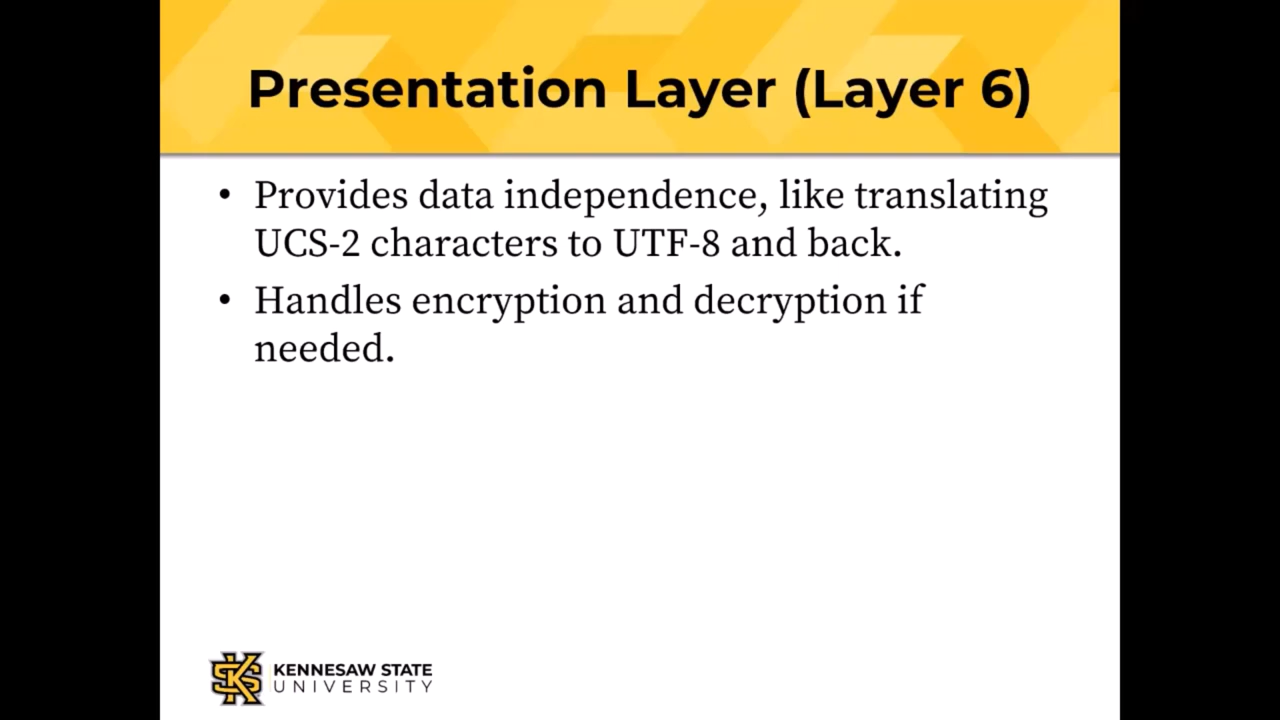 Presentation Layer (Layer 6)
• Provides data independence, like translating
UCS-2 characters to UTF-8 and back.
• Handles encryption and decryption if
needed.
KENNESAW STATE
UNIVERSITY